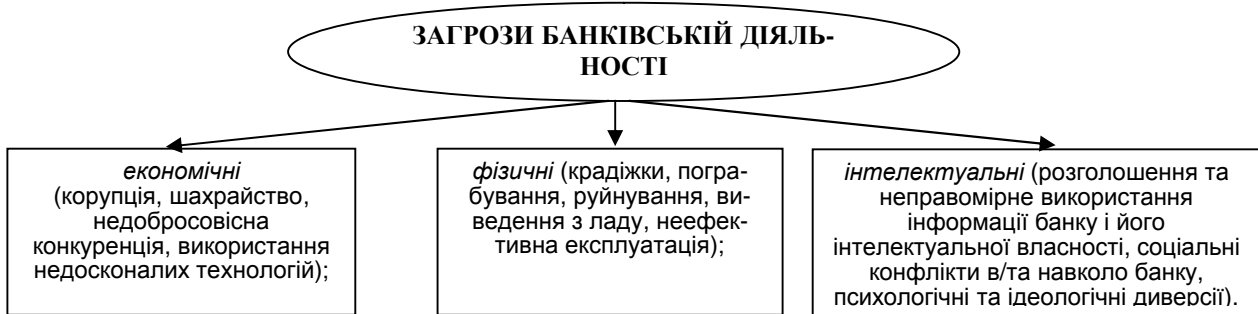 ЗАГРОЗИ БАНКІВСЬКІЙ ДІЯЛЬ-
НОСТІ
економічні
(корупція, шахрайство,
недобросовісна
конкуренція, використання
недосконалих технологій);
фізичні (крадіжки, погра-
бування, руйнування, ви-
ведення з ладу, неефек-
тивна експлуатація);
інтелектуальні (розголошення та
неправомірне використання
інформації банку і його
інтелектуальної власності, соціальні
конфлікти в/та навколо банку,
психологічні та ідеологічні диверсії).